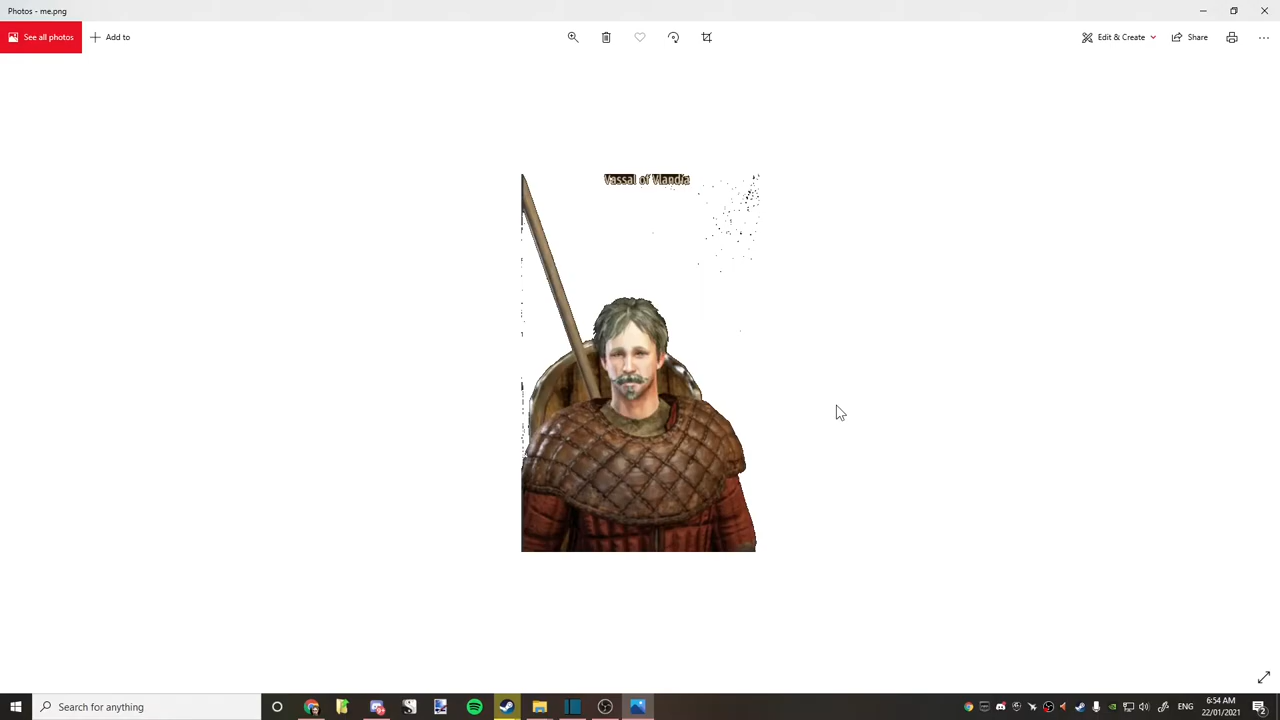 Photos - me.png
See all photos
Add to
Edit & Create
Share
Vassal of Vlandia
Search for anything
ENG
6:54 AM
22/01/2021
2